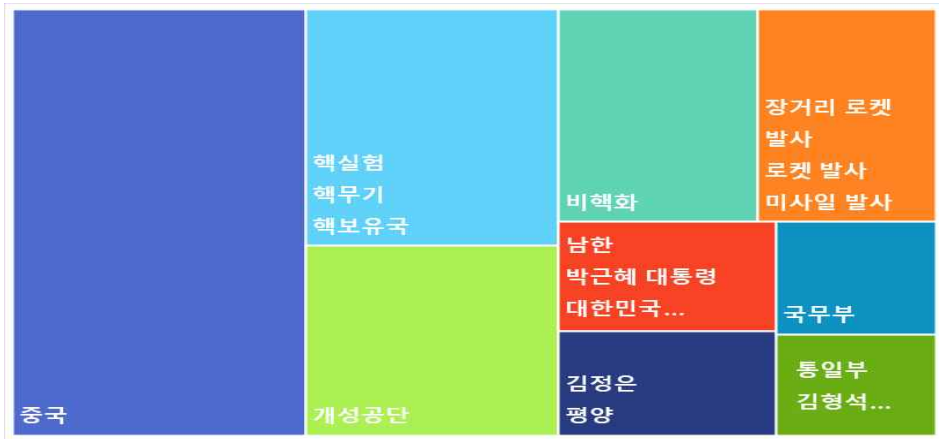 중국
핵실험
핵무기
핵보유국
개성공단
비핵화
장거리 로켓
발사
로켓 발사
미사일 발사
남한
박근혜 대통령
대한민국...
국무부
김정은
평양
통일부
김형석...